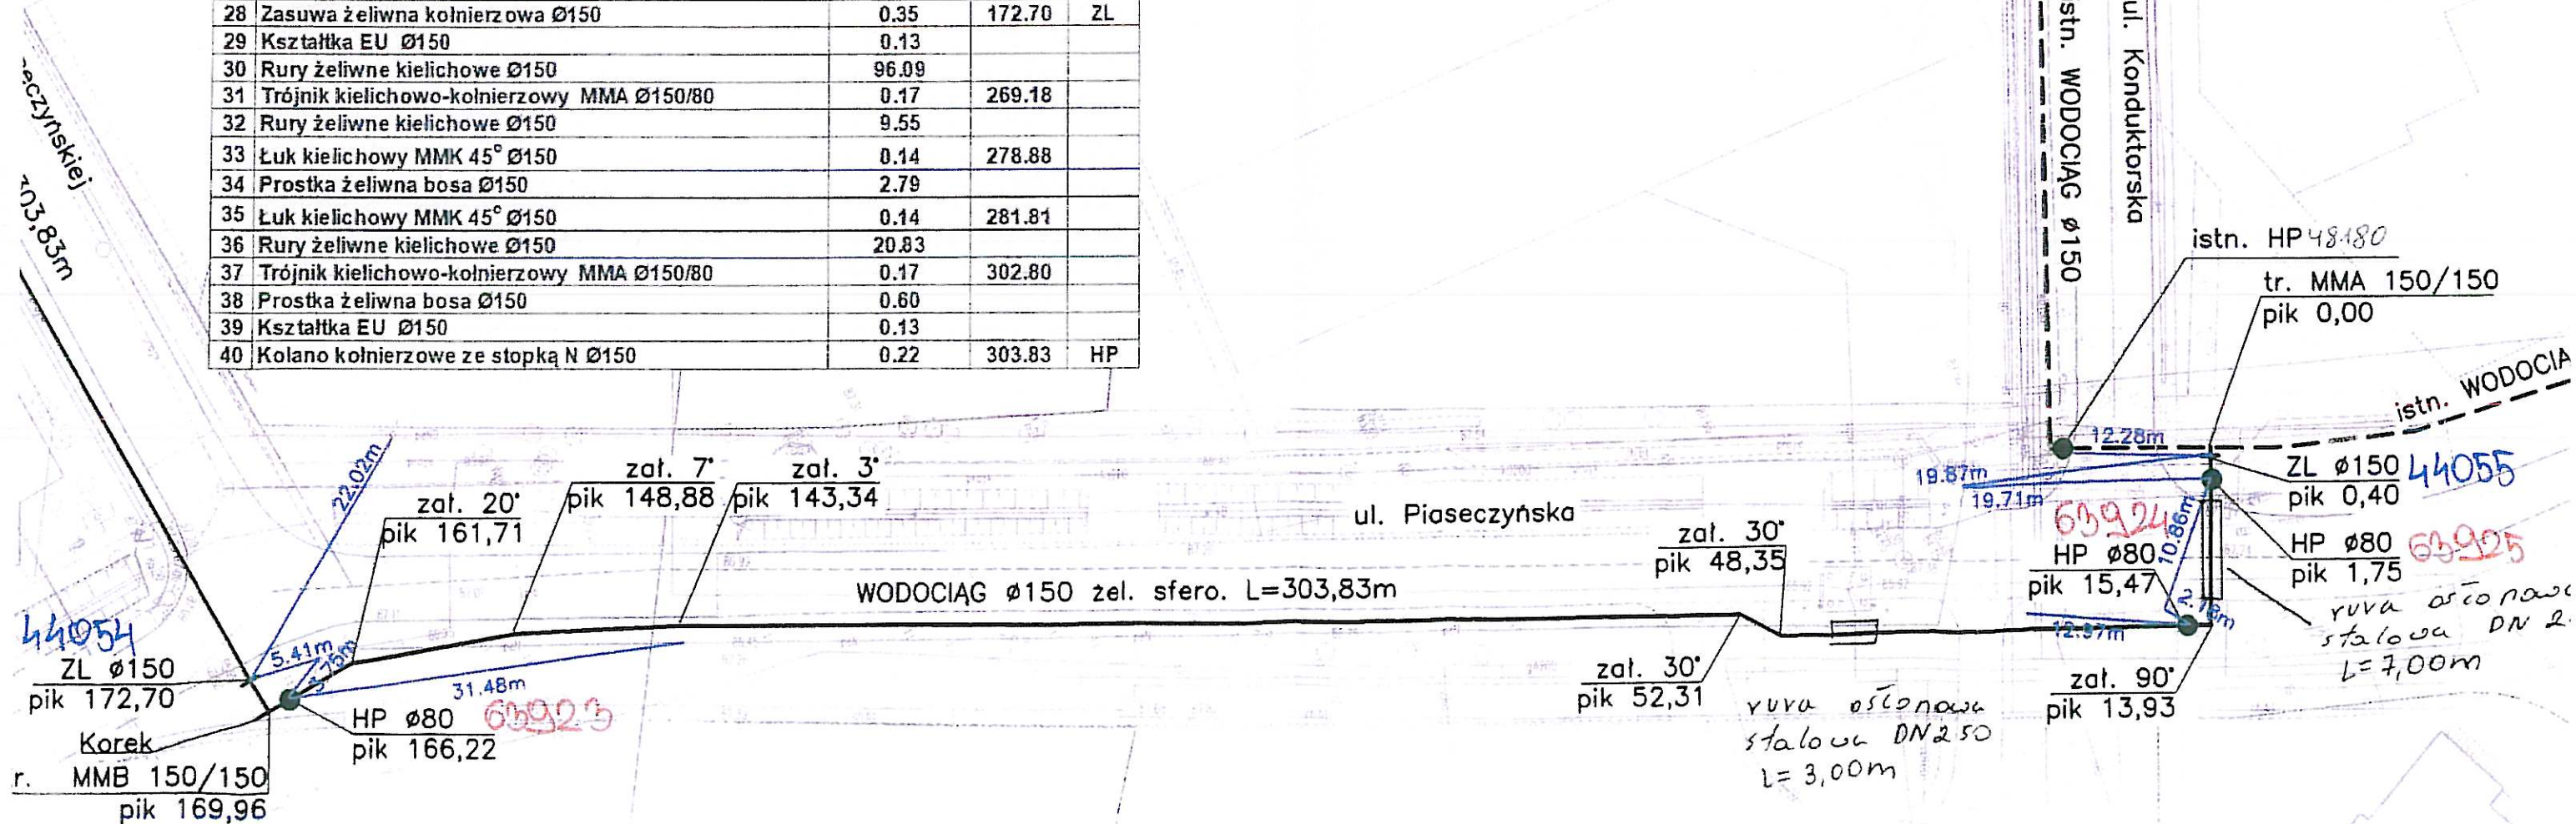 28 Zasuwa żeliwna kołnierzowa Ø150 0.35 172.70 ZL
29 Kształtka EU Ø150 0.13
30 Rury żeliwne kielichowe Ø150 96.09
31 Trójnik kielichowo-kołnierzowy MMA Ø150/80 0.17 269.18
32 Rury żeliwne kielichowe Ø150 9.55
33 Łuk kielichowy MMK 45° Ø150 0.14 278.88
34 Prostka żeliwna bosa Ø150 2.79
35 Łuk kielichowy MMK 45° Ø150 0.14 281.81
36 Rury żeliwne kielichowe Ø150 20.83
37 Trójnik kielichowo-kołnierzowy MMA Ø150/80 0.17 302.80
38 Prostka żeliwna bosa Ø150 0.60
39 Kształtka EU Ø150 0.13
40 Kolano kołnierzowe ze stopką N Ø150 0.22 303.83 HP
eczyńskiej
303,83m
stn. WODOCIĄG ø150
ul. Konduktorska
istn. HP 48180
tr. MMA 150/150
pik 0,00
istn. WODOCIĄ
12.28m
19.87m
19.71m
ZL ø150 44055
pik 0,40
63924
10.86m
HP ø80
pik 15,47
HP ø80 63925
pik 1,75
2.78m
12.97m
rura osłonowa
stalowa DN 2
L=7,00m
zał. 90°
pik 13,93
ul. Piaseczyńska
zał. 30°
pik 48,35
WODOCIĄG ø150 żel. sfero. L=303,83m
zał. 30°
pik 52,31
rura osłonowa
stalowa DN250
L=3,00m
22.02m
zał. 20°
pik 161,71
zał. 7°
pik 148,88
zał. 3°
pik 143,34
44054
ZL ø150
pik 172,70
5.41m
3.75m
31.48m
HP ø80 63923
pik 166,22
Korek
r. MMB 150/150
pik 169,96